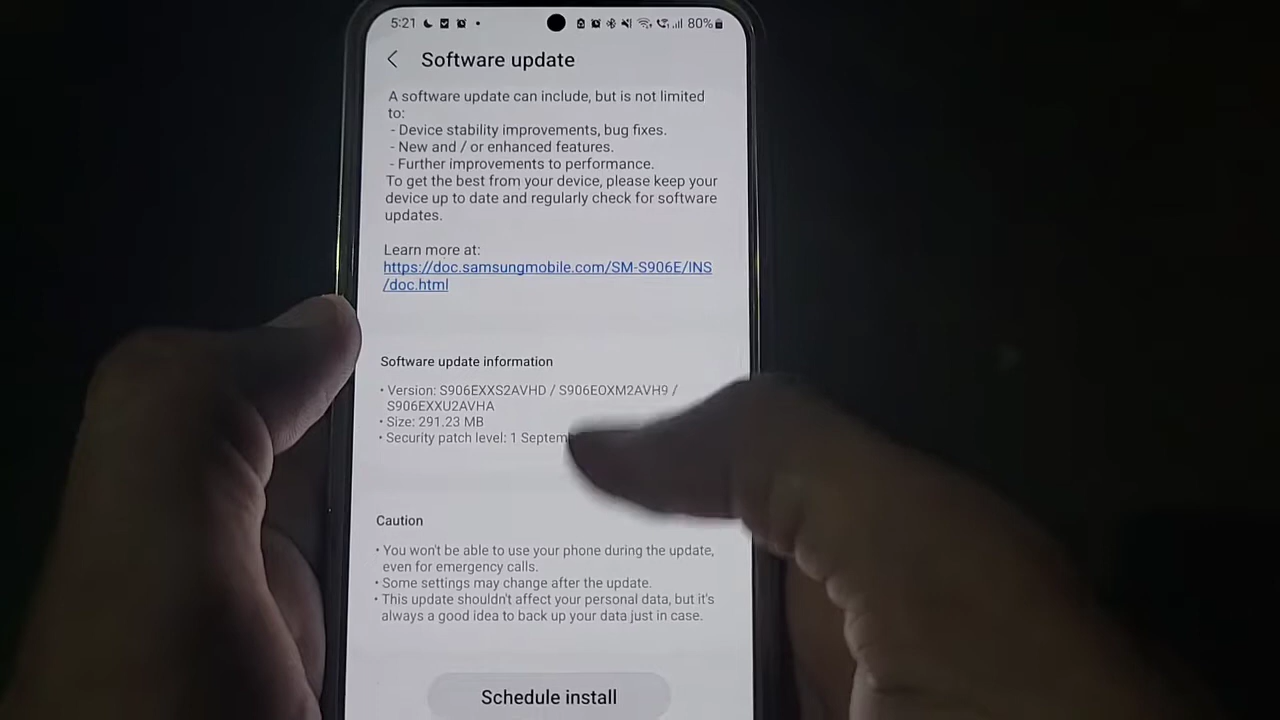 5:21
80%
Software update
A software update can include, but is not limited
to:
- Device stability improvements, bug fixes.
- New and / or enhanced features.
- Further improvements to performance.
To get the best from your device, please keep your
device up to date and regularly check for software
updates.
Learn more at:
https://doc.samsungmobile.com/SM-S906E/INS
/doc.html
Software update information
• Version: S906EXXS2AVHD / S906EOXM2AVH9 /
S906EXXU2AVHA
• Size: 291.23 MB
• Security patch level: 1
Caution
• You won't be able to use your phone during the update,
even for emergency calls.
• Some settings may change after the update.
• This update shouldn't affect your personal data, but it's
always a good idea to back up your data just in case.
Schedule install